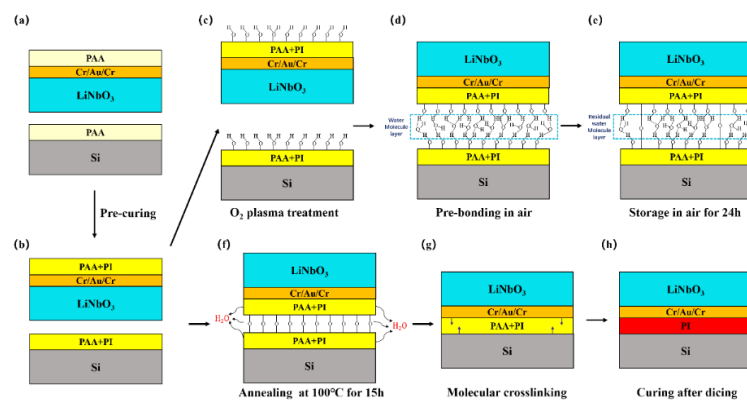 (a)
PAA
Cr/Au/Cr
LiNbO3
PAA
Si
Pre-curing
(b)
PAA+PI
Cr/Au/Cr
LiNbO3
PAA+PI
Si
(c)
H H H H H H H
O O O O O O O
PAA+PI
Cr/Au/Cr
LiNbO3
H H H H H H H
O O O O O O O
PAA+PI
Si
O2 plasma treatment
(d)
LiNbO3
Cr/Au/Cr
PAA+PI
Water
Molecule
layer
PAA+PI
Si
Pre-bonding in air
(e)
LiNbO3
Cr/Au/Cr
PAA+PI
Residual
water
Molecule
layer
PAA+PI
Si
Storage in air for 24h
(f)
LiNbO3
Cr/Au/Cr
PAA+PI
H2O
H2O
PAA+PI
Si
Annealing at 100℃ for 15h
(g)
LiNbO3
Cr/Au/Cr
PAA+PI
Si
Molecular crosslinking
(h)
LiNbO3
Cr/Au/Cr
PI
Si
Curing after dicing